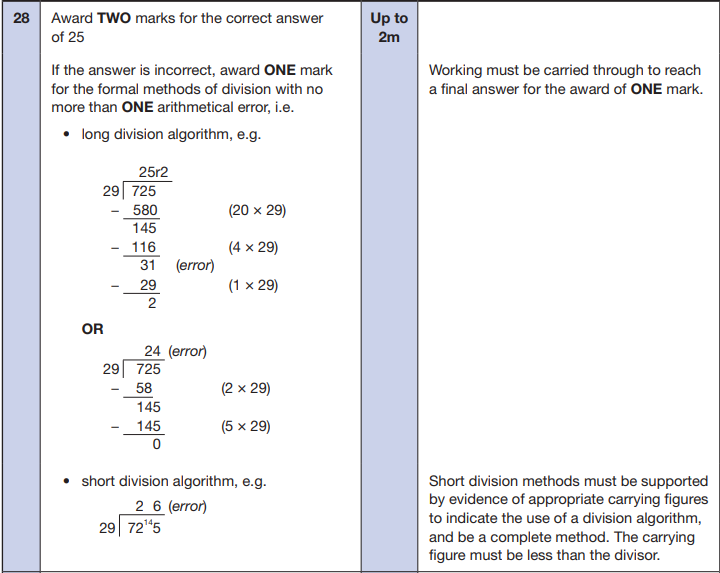 28 Award TWO marks for the correct answer Up to
of 25 2m
If the answer is incorrect, award ONE mark Working must be carried through to reach
for the formal methods of division with no a final answer for the award of ONE mark.
more than ONE arithmetical error, i.e.
• long division algorithm, e.g.
25r2
29 725
– 580 (20 × 29)
145
– 116 (4 × 29)
31 (error)
– 29 (1 × 29)
2
OR
24 (error)
29 725
– 58 (2 × 29)
145
– 145 (5 × 29)
0
• short division algorithm, e.g. Short division methods must be supported
by evidence of appropriate carrying figures
2 6 (error) to indicate the use of a division algorithm,
29 72¹⁴5 and be a complete method. The carrying
figure must be less than the divisor.